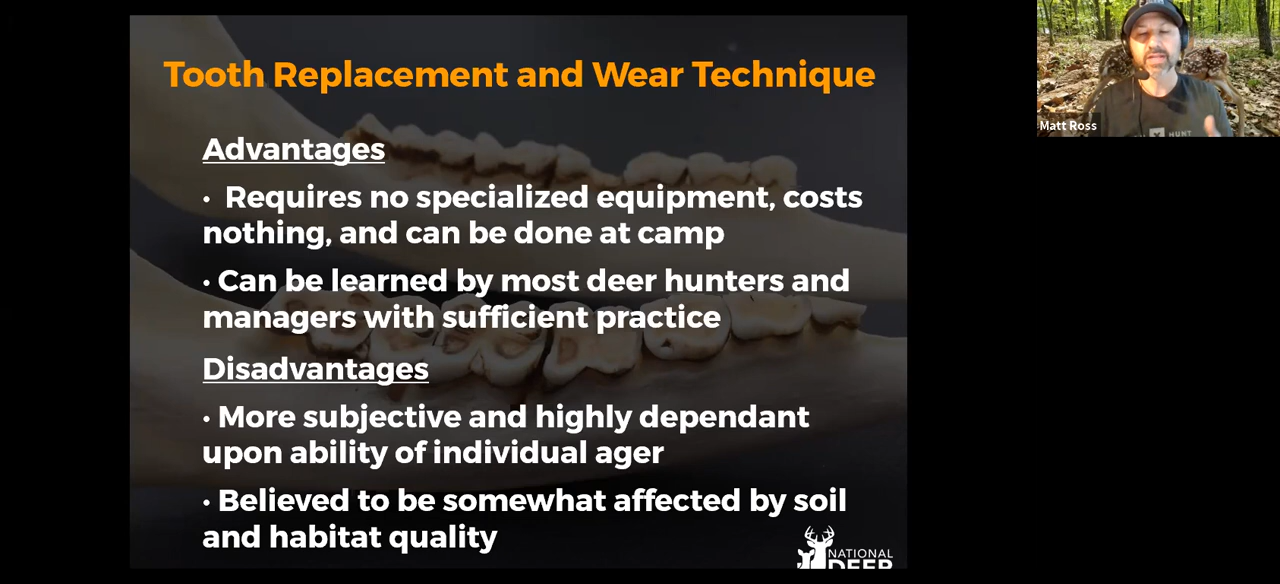 Tooth Replacement and Wear Technique
Advantages
• Requires no specialized equipment, costs
nothing, and can be done at camp
• Can be learned by most deer hunters and
managers with sufficient practice
Disadvantages
• More subjective and highly dependant
upon ability of individual ager
• Believed to be somewhat affected by soil
and habitat quality
NATIONAL
DEER
Matt Ross
HUNT